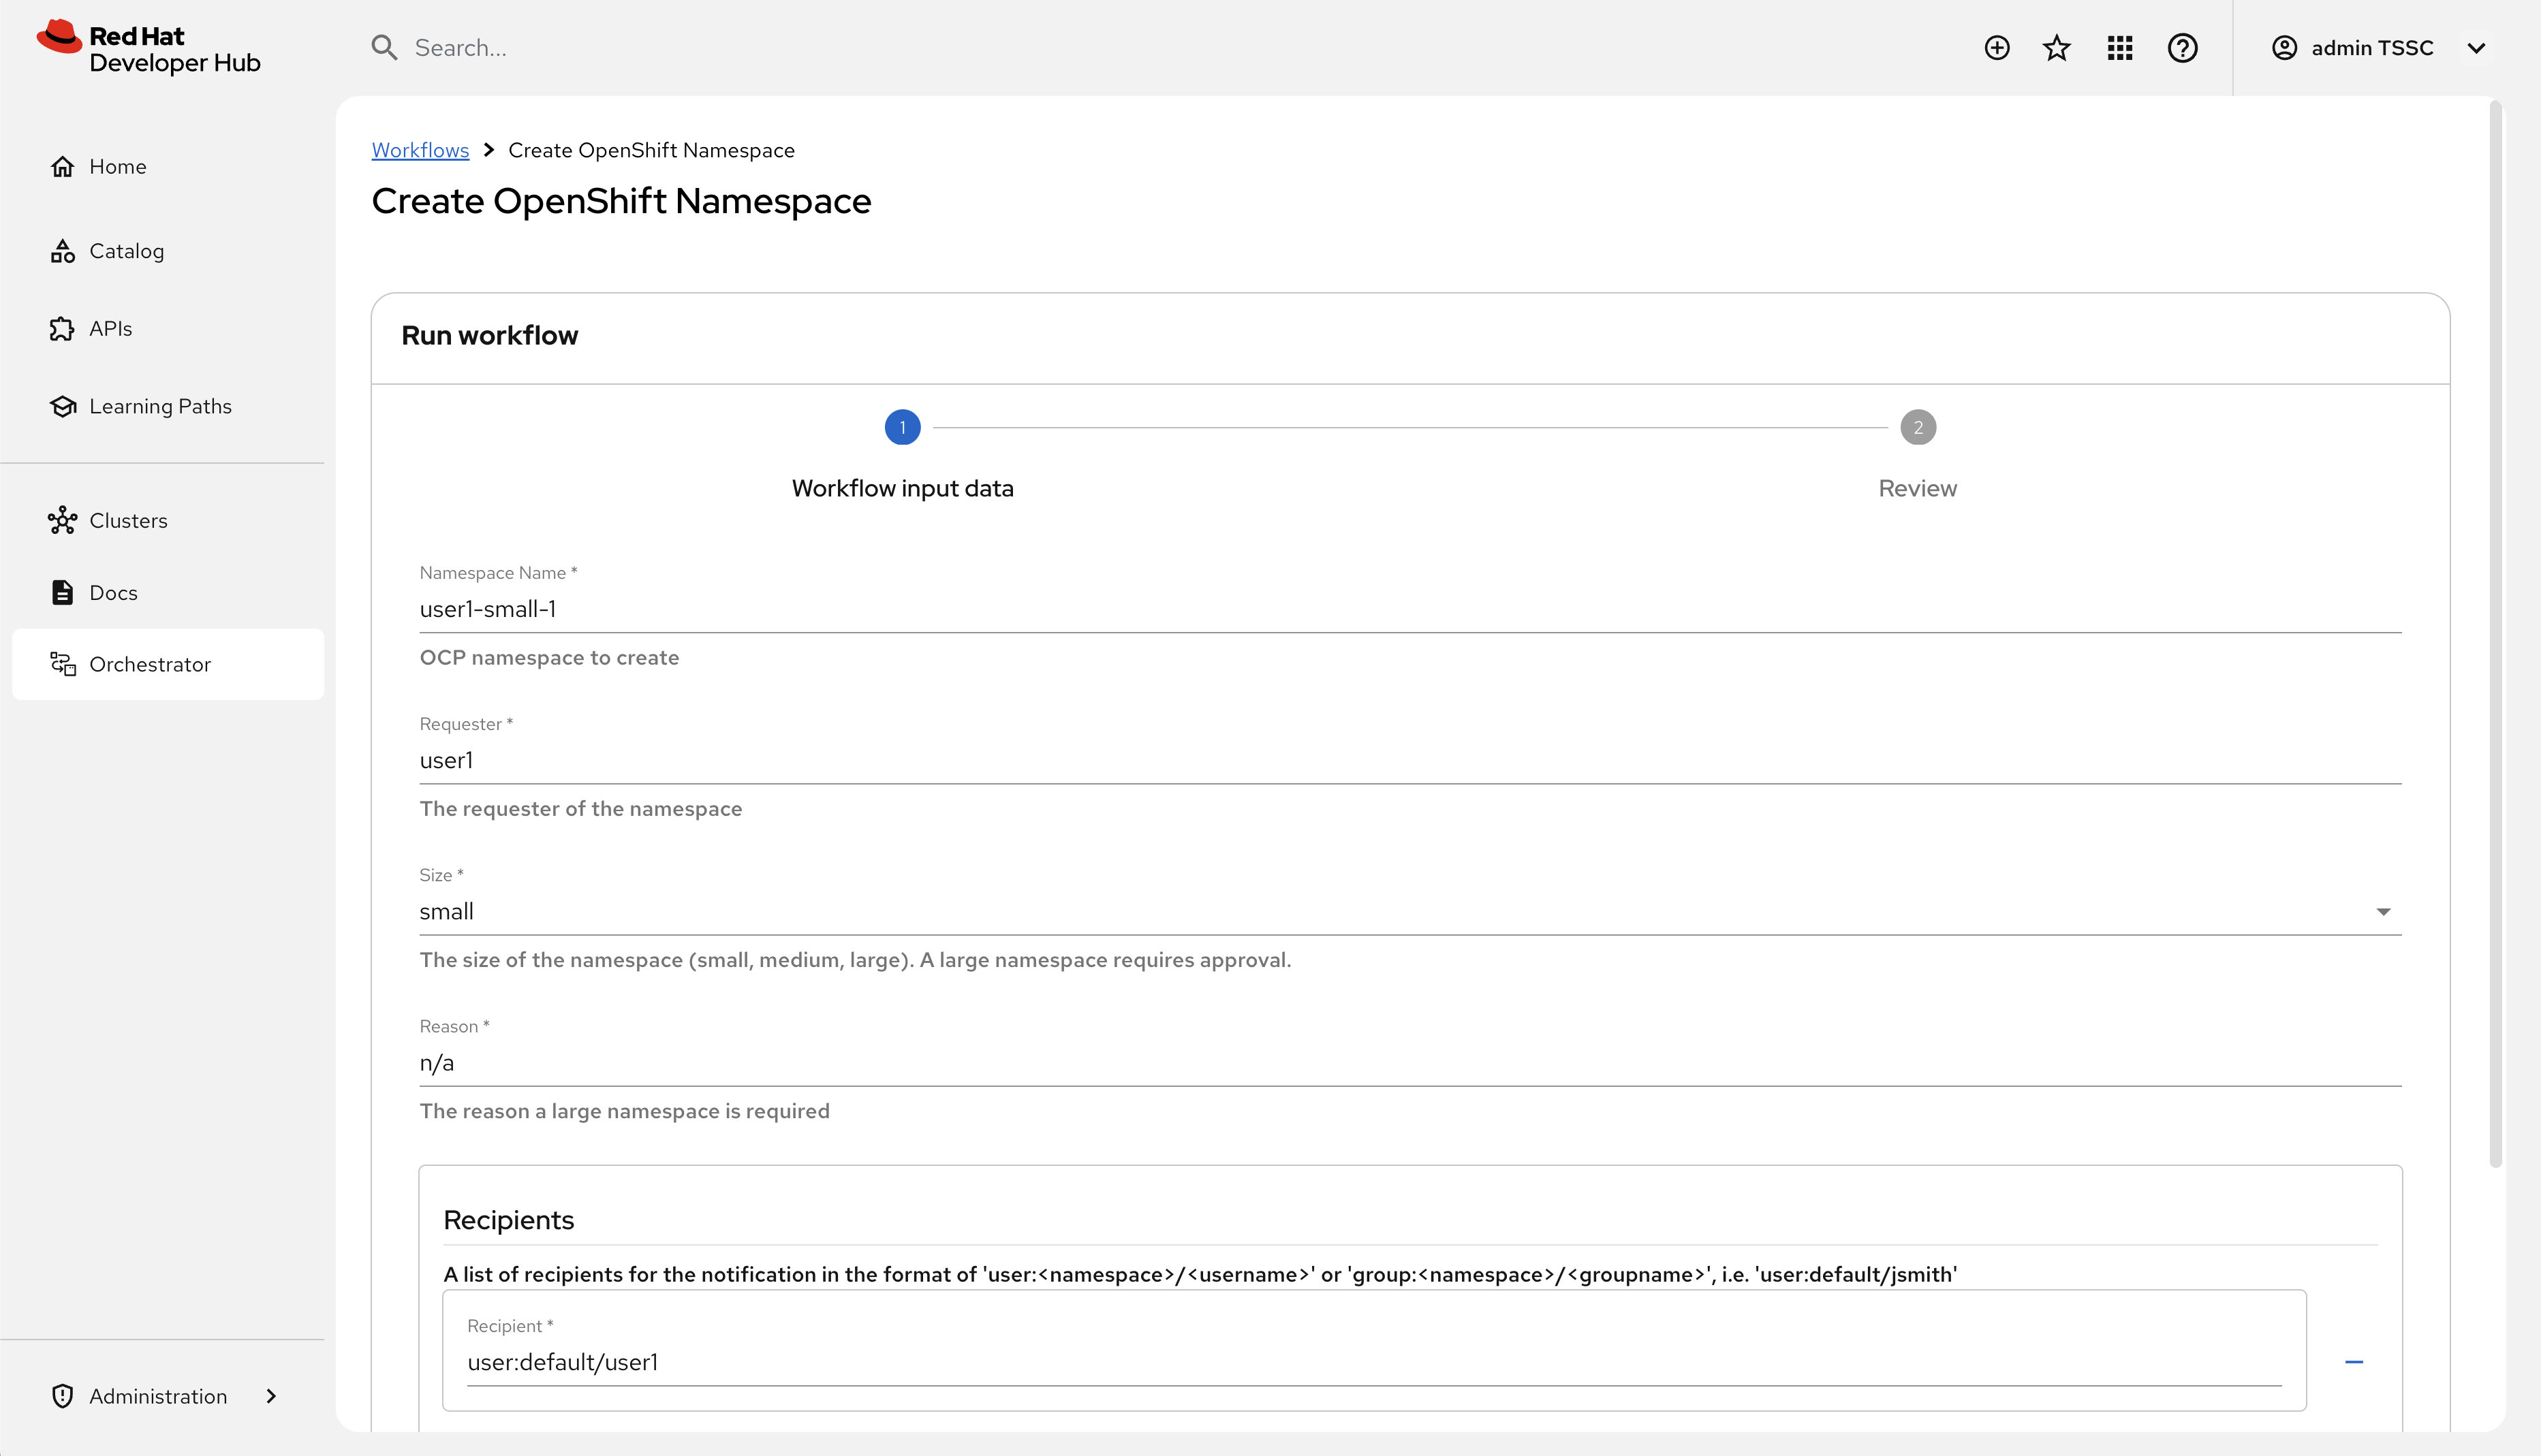 Red Hat
Developer Hub
Search...
admin TSSC
Home
Catalog
APIs
Learning Paths
Clusters
Docs
Orchestrator
Administration
Workflows > Create OpenShift Namespace
Create OpenShift Namespace
Run workflow
1
2
Workflow input data
Review
Namespace Name *
user1-small-1
OCP namespace to create
Requester *
user1
The requester of the namespace
Size *
small
The size of the namespace (small, medium, large). A large namespace requires approval.
Reason *
n/a
The reason a large namespace is required
Recipients
A list of recipients for the notification in the format of 'user:<namespace>/<username>' or 'group:<namespace>/<groupname>', i.e. 'user:default/jsmith'
Recipient *
user:default/user1